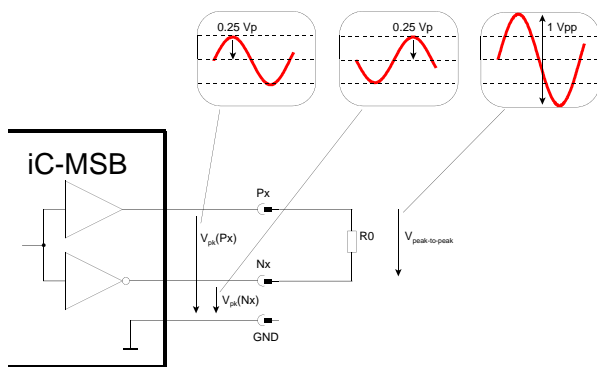 0.25 Vp
0.25 Vp
1 Vpp
iC-MSB
Px
Vpk(Px)
R0
Vpeak-to-peak
Nx
Vpk(Nx)
GND